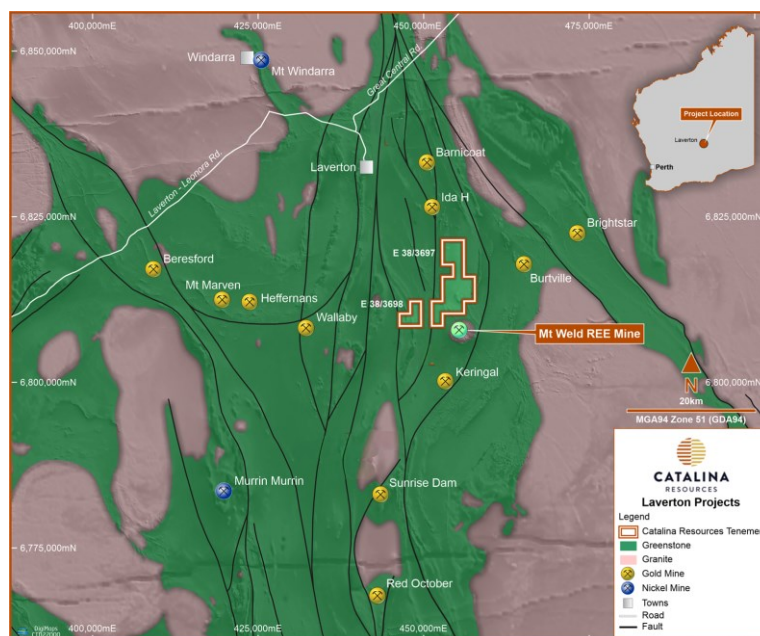 400,000mE
425,000mE
450,000mE
475,000mE
6,850,000mN
Windarra
Mt Windarra
Great Central Rd.
Project Location
Laverton
Perth
Laverton
Barnicoat
Laverton - Leonora Rd.
Ida H
6,825,000mN
6,825,000mN
Brightstar
E 38/3697
Beresford
Burtville
Mt Marven
Heffernans
E 38/3698
Wallaby
Mt Weld REE Mine
Keringal
6,800,000mN
6,800,000mN
N
20km
MGA94 Zone 51 (GDA94)
CATALINA
RESOURCES
Laverton Projects
Legend
Catalina Resources Teneme
Greenstone
Granite
Gold Mine
Nickel Mine
Towns
Road
Fault
Murrin Murrin
Sunrise Dam
6,775,000mN
Red October
DigMaps
400,000mE
425,000mE
450,000mE